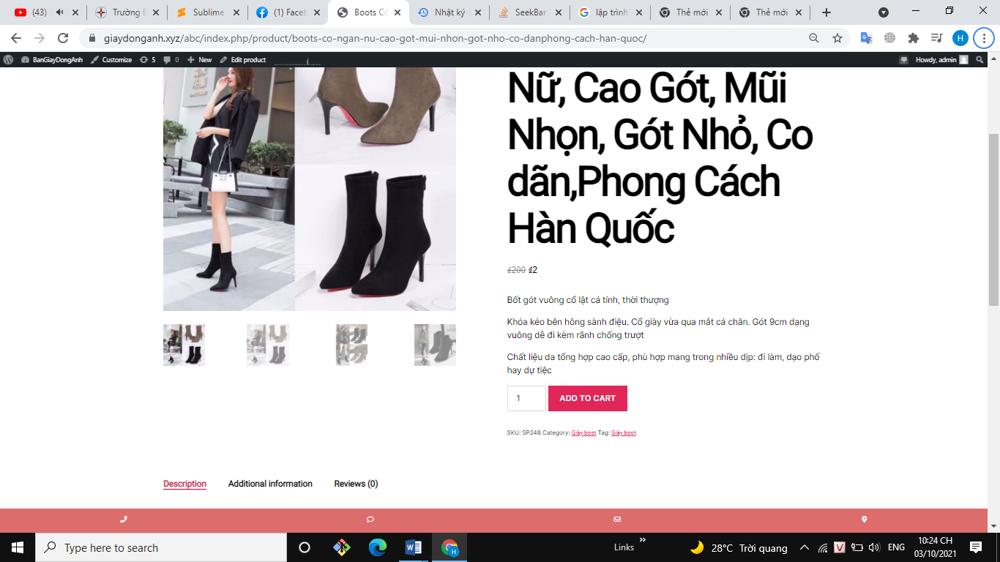 (43)
Trường Đ
Sublime
(1) Faceb
Boots Cổ
Nhật ký
SeekBar
lập trình
Thẻ mới
Thẻ mới
giaydonganh.xyz/abc/index.php/product/boots-co-ngan-nu-cao-got-mui-nhon-got-nho-co-danphong-cach-han-quoc/
H
BanGiayDongAnh
Customize
5
0
New
Edit product
Howdy, admin
Nữ, Cao Gót, Mũi
Nhọn, Gót Nhỏ, Co
dãn,Phong Cách
Hàn Quốc
₫200 ₫2
Bốt gót vuông cổ lật cá tính, thời thượng
Khóa kéo bên hông sành điệu. Cổ giày vừa qua mắt cá chân. Gót 9cm dạng
vuông dễ đi kèm rãnh chống trượt
Chất liệu da tổng hợp cao cấp, phù hợp mang trong nhiều dịp: đi làm, dạo phố
hay dự tiệc
1
ADD TO CART
SKU: SP248 Category: Giày boot Tag: Giày boot
Description
Additional information
Reviews (0)
Type here to search
Links
28°C Trời quang
ENG
10:24 CH
03/10/2021